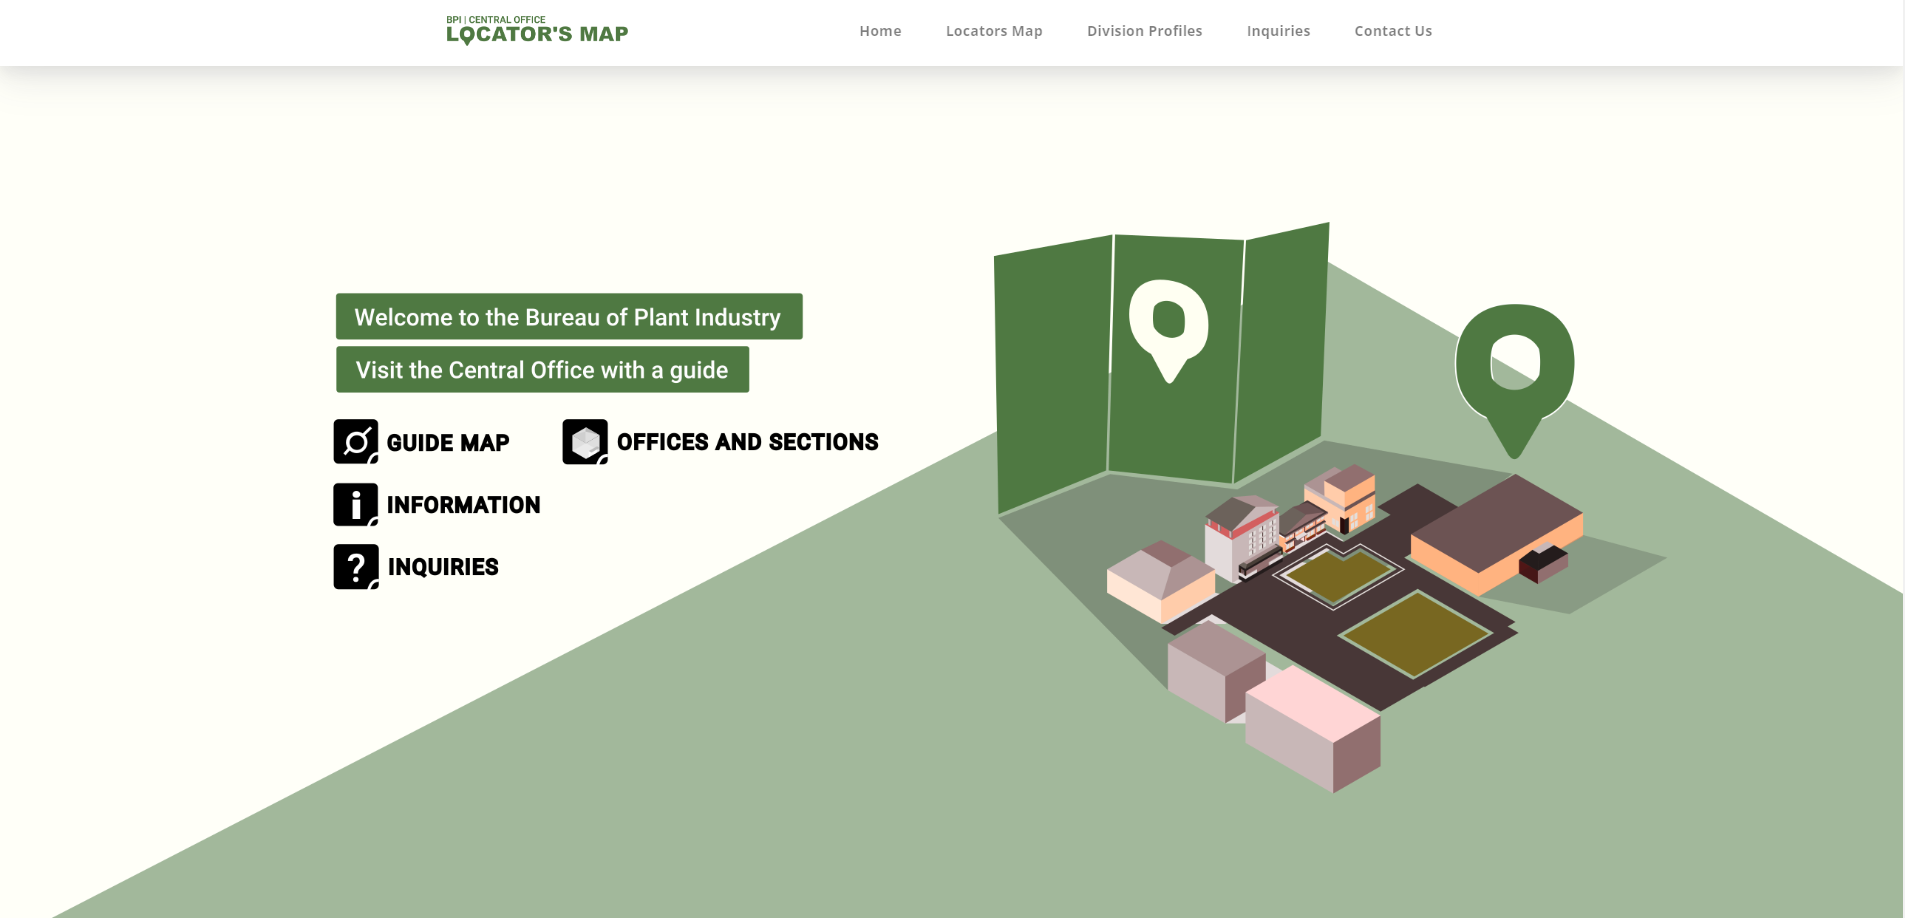 BPI | CENTRAL OFFICE
LOCATOR'S MAP
Home
Locators Map
Division Profiles
Inquiries
Contact Us
Welcome to the Bureau of Plant Industry
Visit the Central Office with a guide
GUIDE MAP
OFFICES AND SECTIONS
INFORMATION
INQUIRIES